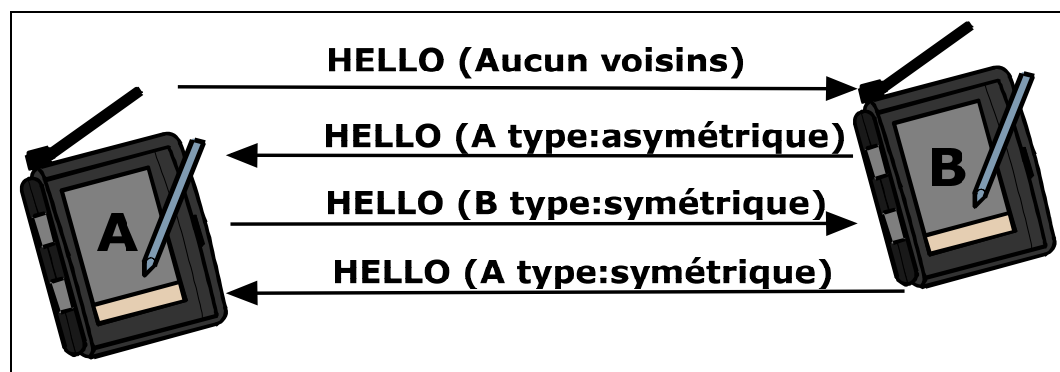 HELLO (Aucun voisins)
HELLO (A type:asymétrique)
B
HELLO (B type:symétrique)
A
HELLO (A type:symétrique)